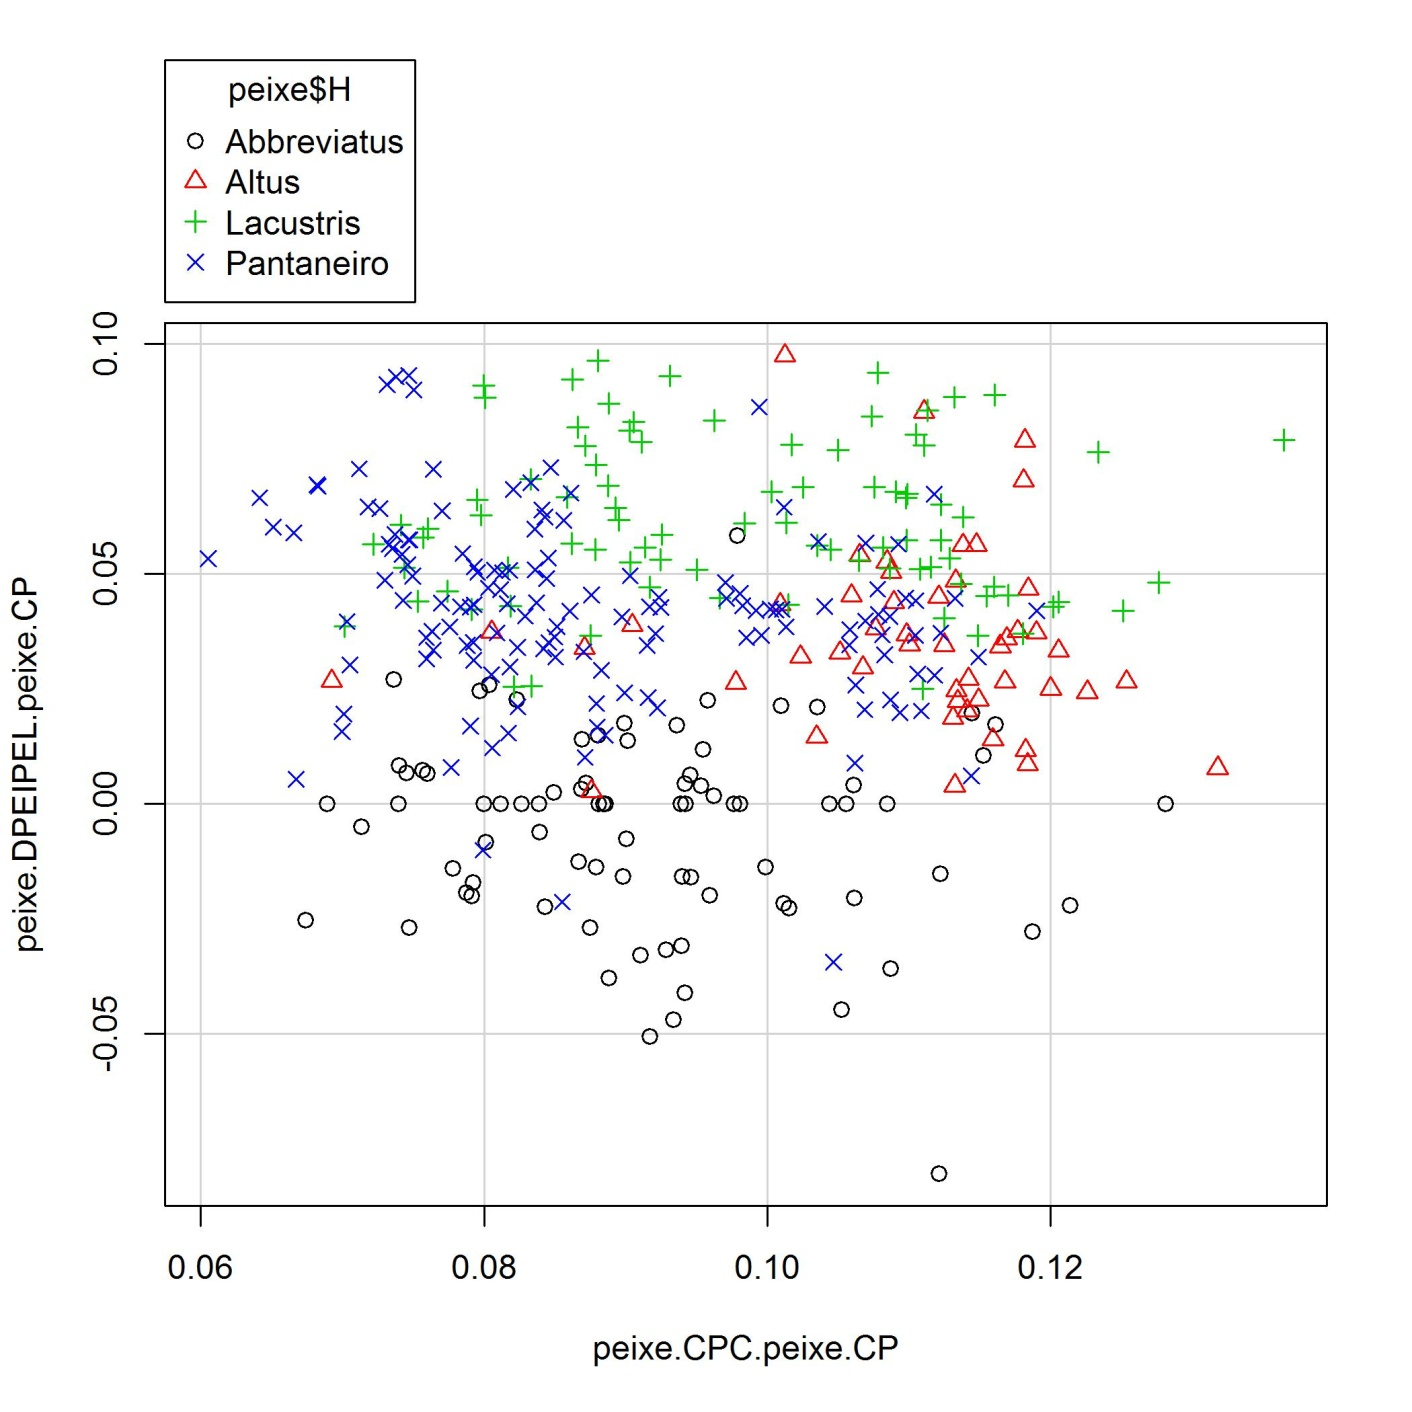 peixe$H
Abbreviatus
Altus
Lacustris
Pantaneiro
0.10
0.05
0.00
-0.05
peixe.DPEIPEL.peixe.CP
0.06 0.08 0.10 0.12
peixe.CPC.peixe.CP